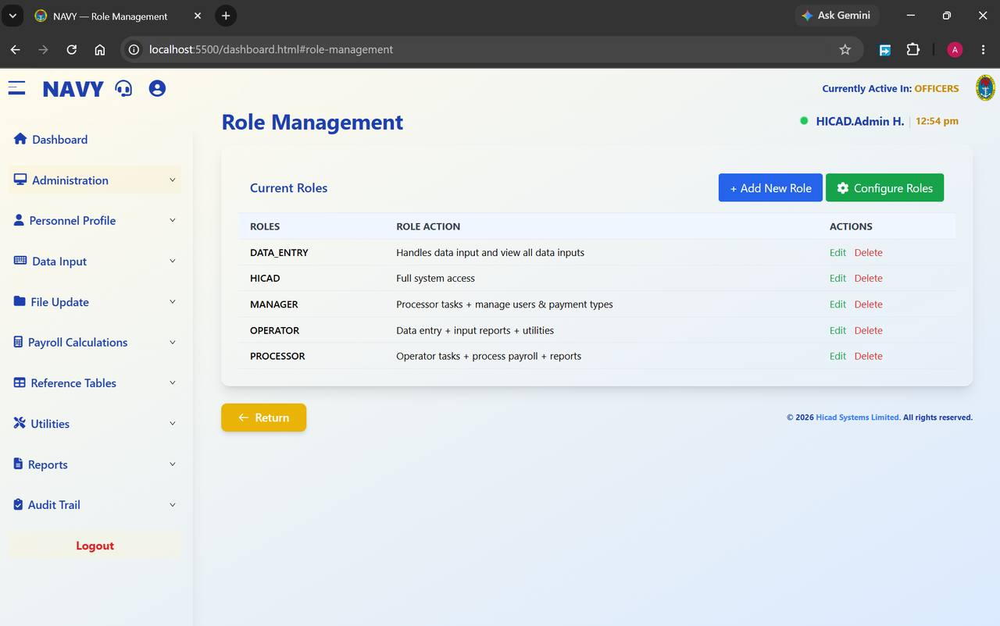 NAVY — Role Management
Ask Gemini
localhost:5500/dashboard.html#role-management
A
NAVY
Currently Active In: OFFICERS
Role Management
HICAD.Admin H. | 12:54 pm
Dashboard
Administration
Personnel Profile
Data Input
File Update
Payroll Calculations
Reference Tables
Utilities
Reports
Audit Trail
Logout
Current Roles
+ Add New Role
Configure Roles
ROLES ROLE ACTION ACTIONS
DATA_ENTRY Handles data input and view all data inputs Edit Delete
HICAD Full system access Edit Delete
MANAGER Processor tasks + manage users & payment types Edit Delete
OPERATOR Data entry + input reports + utilities Edit Delete
PROCESSOR Operator tasks + process payroll + reports Edit Delete
← Return
© 2026 Hicad Systems Limited. All rights reserved.